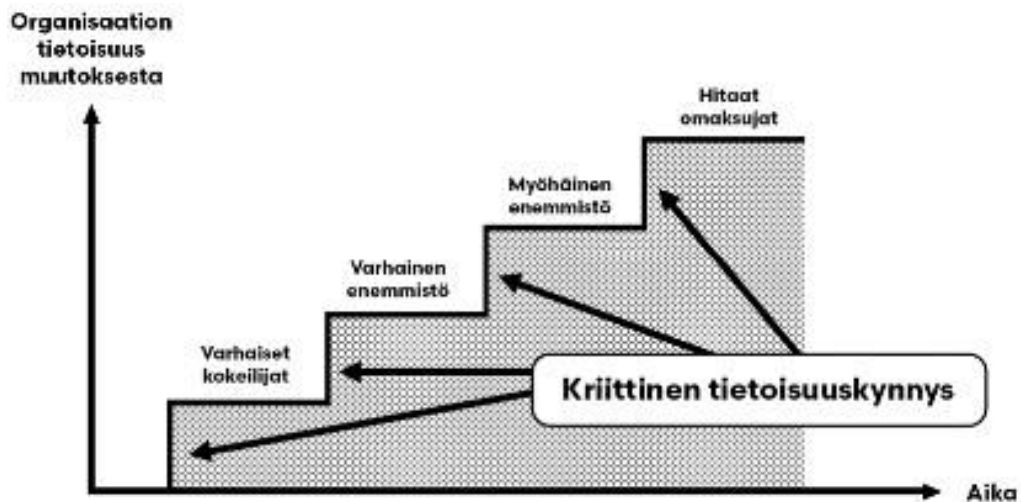 Organisaation
tietoisuus
muutoksesta
Hitaat
omaksujat
Myöhäinen
enemmistö
Varhainen
enemmistö
Varhaiset
kokeilijat
Kriittinen tietoisuuskynnys
Aika